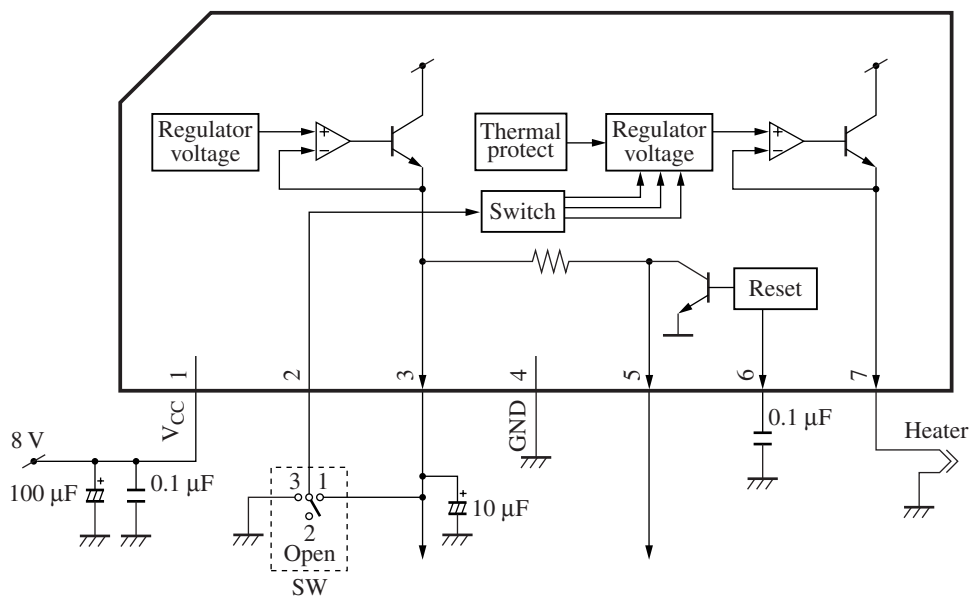 Regulator
voltage
+
−
Thermal
protect
Regulator
voltage
+
−
Switch
Reset
1
2
3
4
5
6
7
VCC
GND
8 V
100 µF
+
0.1 µF
3
1
2
Open
SW
+
10 µF
0.1 µF
Heater